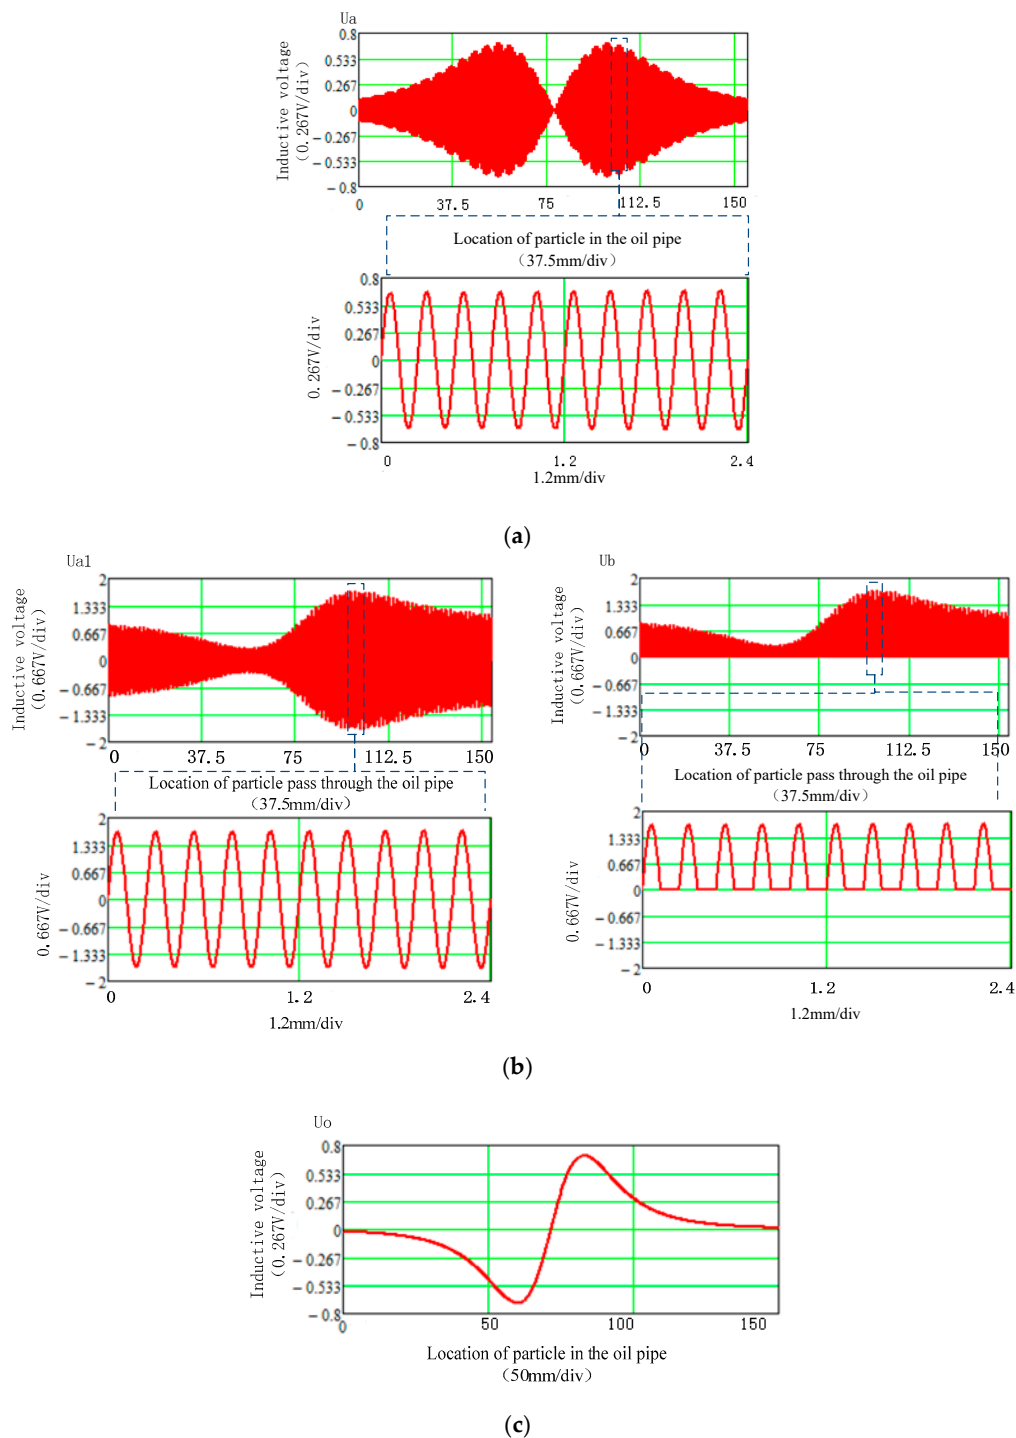 Ua
Inductive voltage
(0.267V/div)
0.8
0.533
0.267
0
−0.267
−0.533
−0.8
0 37.5 75 112.5 150
Location of particle in the oil pipe
（37.5mm/div）
0.267V/div
0.8
0.533
0.267
0
−0.267
−0.533
−0.8
0 1.2 2.4
1.2mm/div
(a)
Ua1
Inductive voltage
(0.667V/div)
2
1.333
0.667
0
−0.667
−1.333
−2
0 37.5 75 112.5 150
Location of particle pass through the oil pipe
（37.5mm/div）
0.667V/div
2
1.333
0.667
0
−0.667
−1.333
−2
0 1.2 2.4
1.2mm/div
Ub
Inductive voltage
(0.667V/div)
2
1.333
0.667
0
−0.667
−1.333
−2
0 37.5 75 112.5 150
Location of particle pass through the oil pipe
（37.5mm/div）
0.667V/div
2
1.333
0.667
0
−0.667
−1.333
−2
0 1.2 2.4
1.2mm/div
(b)
Uo
Inductive voltage
(0.267V/div)
0.8
0.533
0.267
0
−0.267
−0.533
−0.8
0 50 100 150
Location of particle in the oil pipe
（50mm/div）
(c)